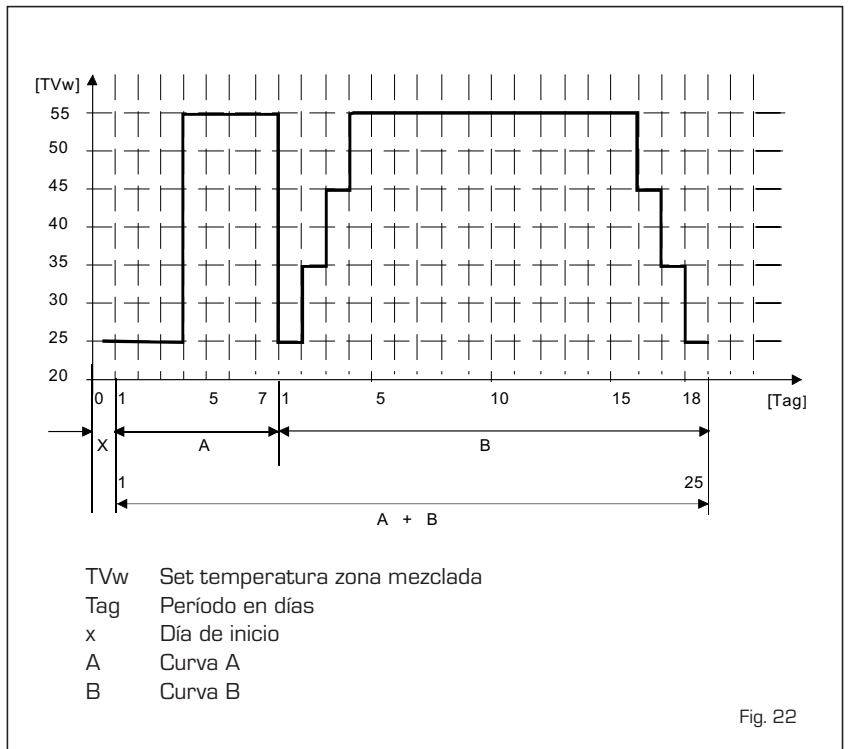 [TVw]
55
50
45
40
35
30
25
20
0 1 5 7 1 5 10 15 18
[Tag]
X A B
1 25
A + B
TVw Set temperatura zona mezclada
Tag Período en días
x Día de inicio
A Curva A
B Curva B
Fig. 22